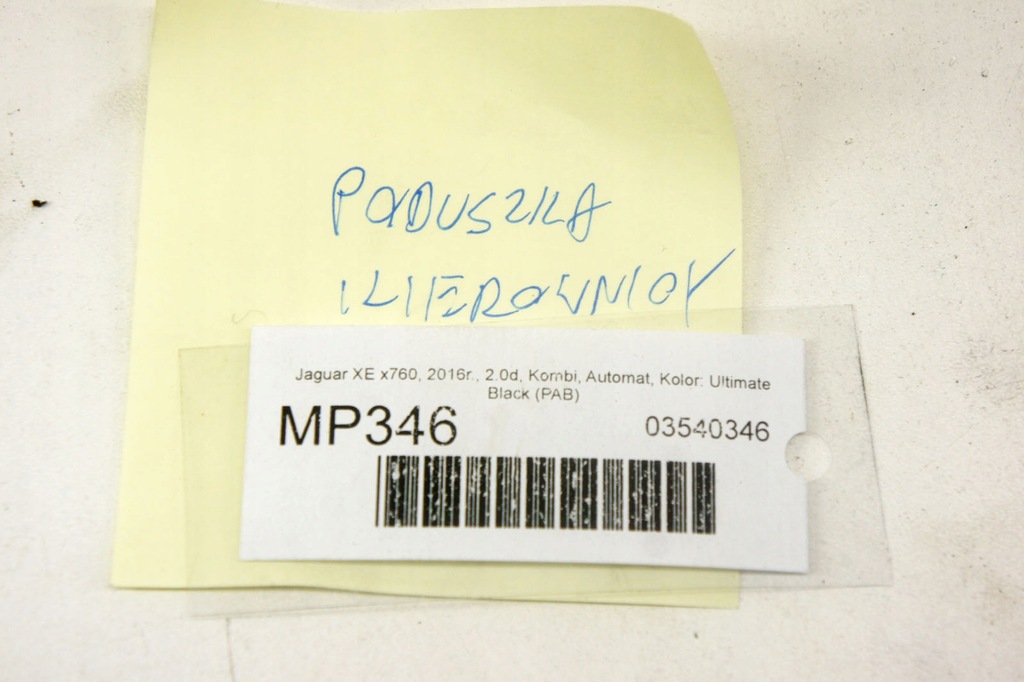 PODUSZKA
KIEROWNICY
Jaguar XE x760, 2016r., 2.0d, Kombi, Automat, Kolor: Ultimate
Black (PAB)
MP346
03540346